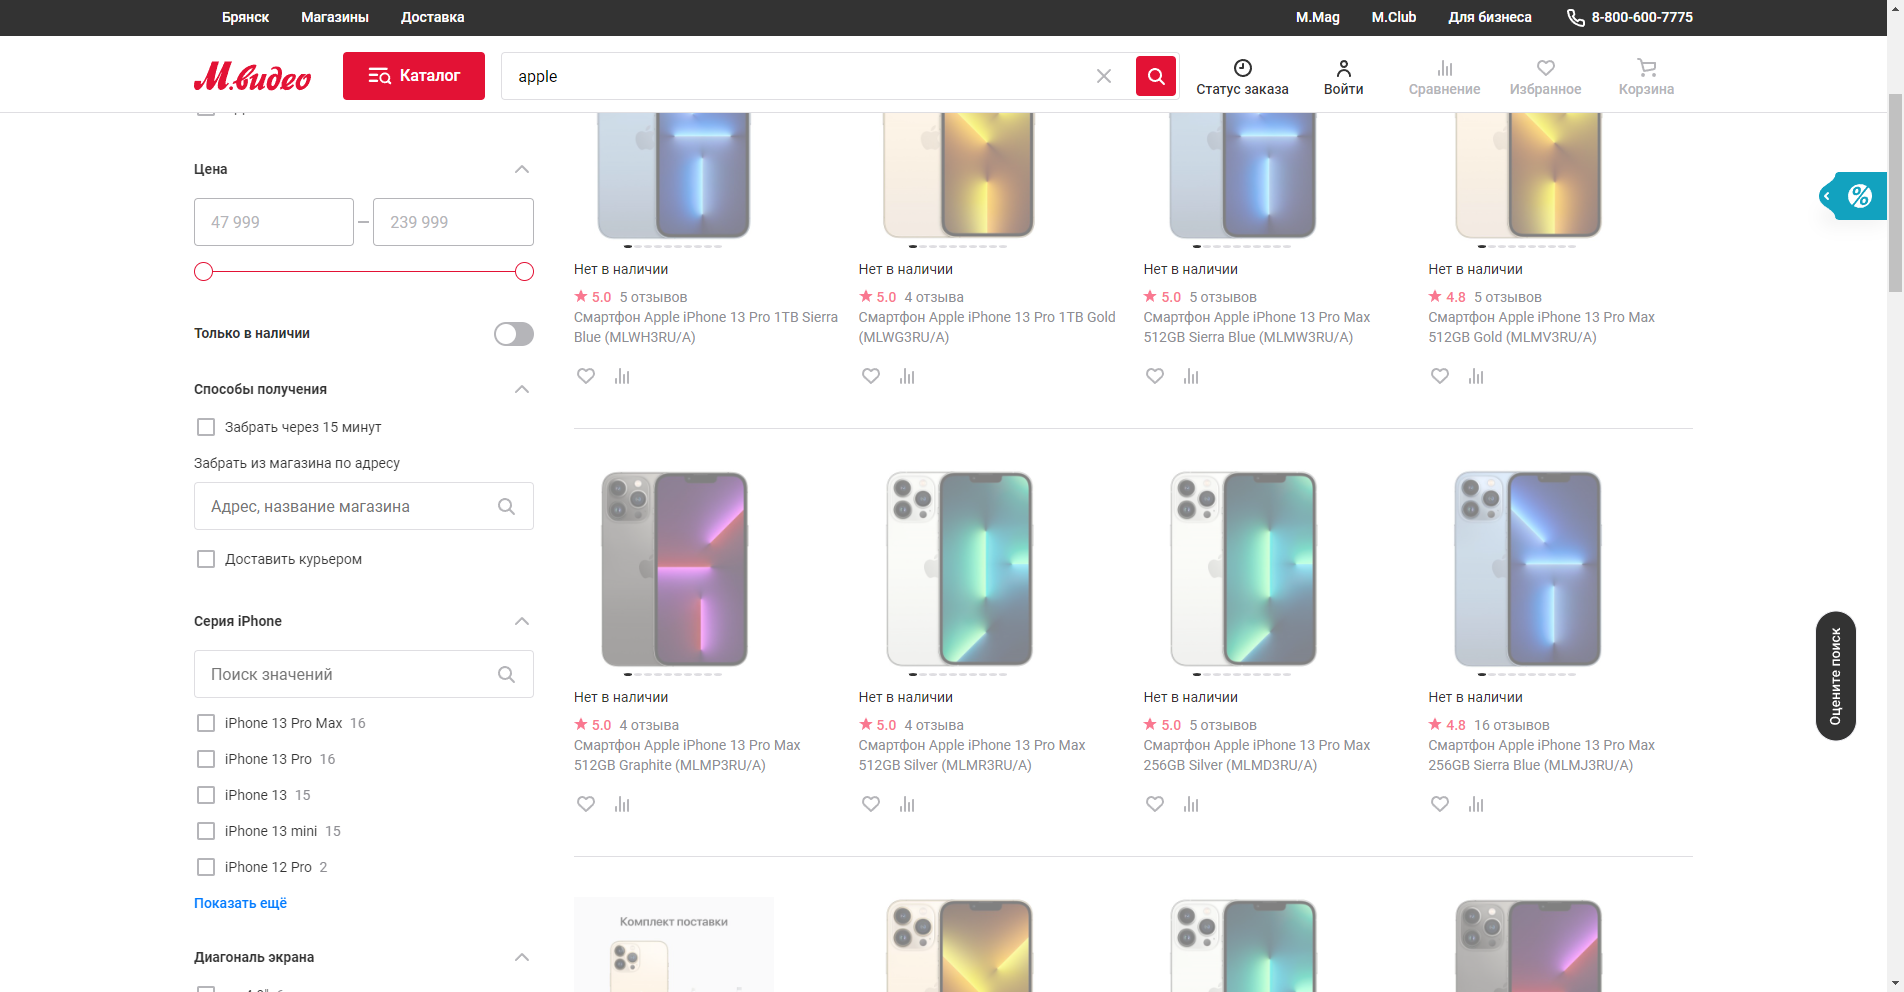 Брянск
Магазины
Доставка
M.Mag
M.Club
Для бизнеса
8-800-600-7775
М.видео
Каталог
apple
Статус заказа
Войти
Сравнение
Избранное
Корзина
Цена
47 999
239 999
Только в наличии
Способы получения
Забрать через 15 минут
Забрать из магазина по адресу
Адрес, название магазина
Доставить курьером
Серия iPhone
Поиск значений
iPhone 13 Pro Max 16
iPhone 13 Pro 16
iPhone 13 15
iPhone 13 mini 15
iPhone 12 Pro 2
Показать ещё
Диагональ экрана
Нет в наличии
5.0 5 отзывов
Смартфон Apple iPhone 13 Pro 1TB Sierra
Blue (MLWH3RU/A)
Нет в наличии
5.0 4 отзыва
Смартфон Apple iPhone 13 Pro 1TB Gold
(MLWG3RU/A)
Нет в наличии
5.0 5 отзывов
Смартфон Apple iPhone 13 Pro Max
512GB Sierra Blue (MLMW3RU/A)
Нет в наличии
4.8 5 отзывов
Смартфон Apple iPhone 13 Pro Max
512GB Gold (MLMV3RU/A)
Нет в наличии
5.0 4 отзыва
Смартфон Apple iPhone 13 Pro Max
512GB Graphite (MLMP3RU/A)
Нет в наличии
5.0 4 отзыва
Смартфон Apple iPhone 13 Pro Max
512GB Silver (MLMR3RU/A)
Нет в наличии
5.0 5 отзывов
Смартфон Apple iPhone 13 Pro Max
256GB Silver (MLMD3RU/A)
Нет в наличии
4.8 16 отзывов
Смартфон Apple iPhone 13 Pro Max
256GB Sierra Blue (MLMJ3RU/A)
Комплект поставки
%
Оцените поиск